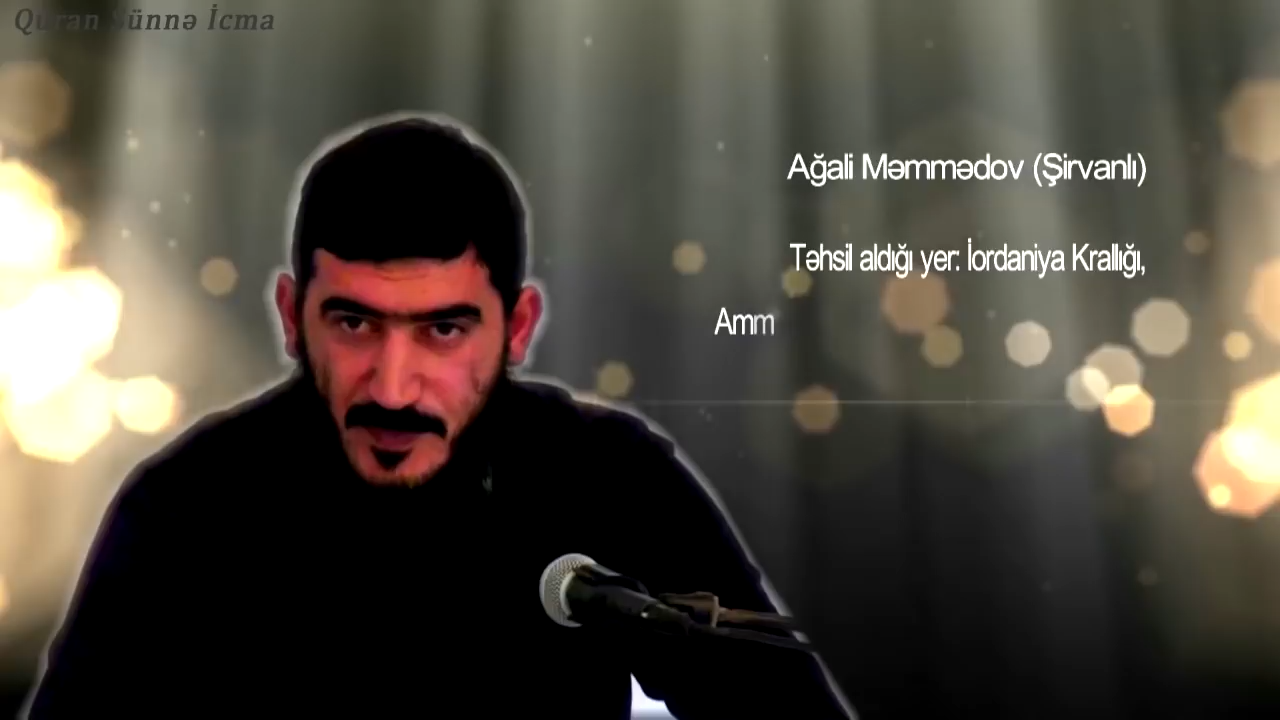 Quran Sünnə İcma
Ağali Məmmədov (Şirvanlı)
Təhsil aldığı yer: İordaniya Krallığı,
Amm